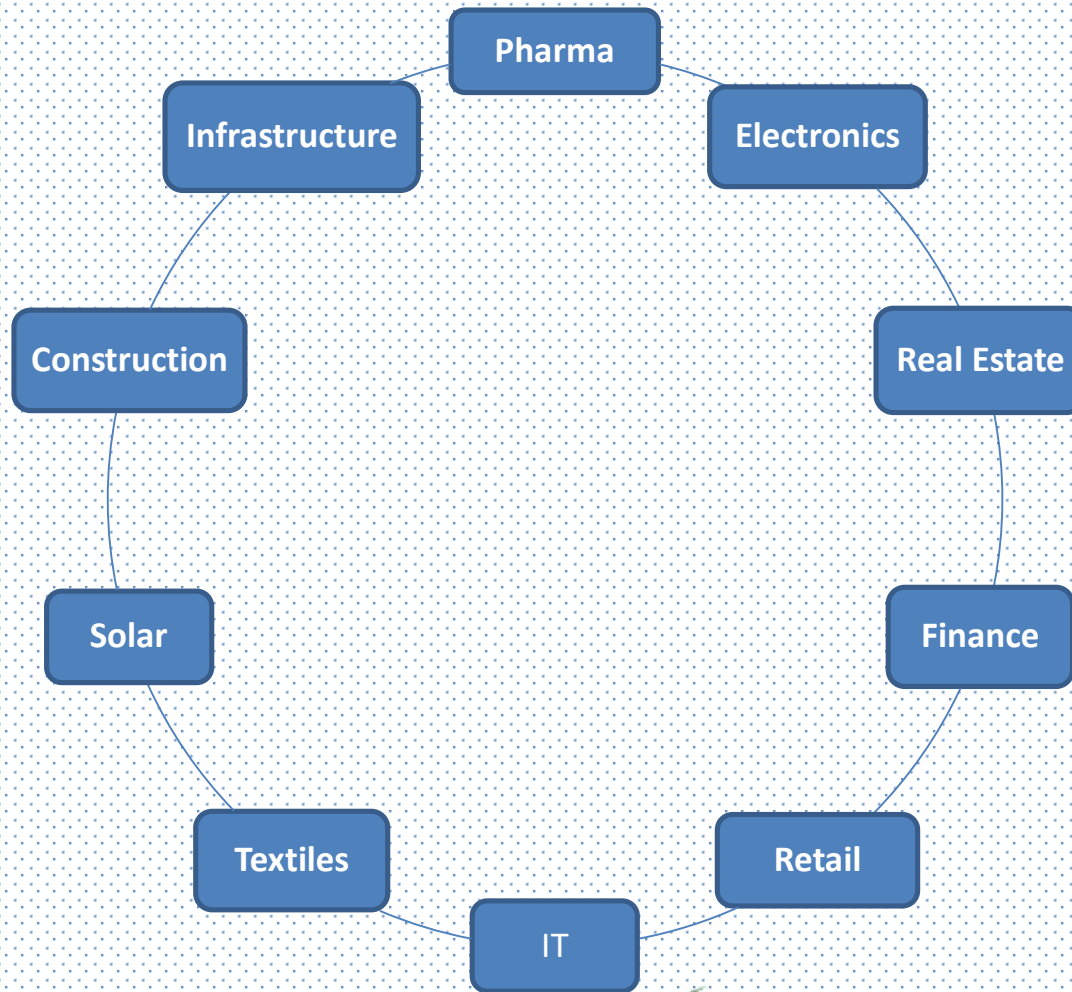 Pharma
Electronics
Real Estate
Finance
Retail
IT
Textiles
Solar
Construction
Infrastructure